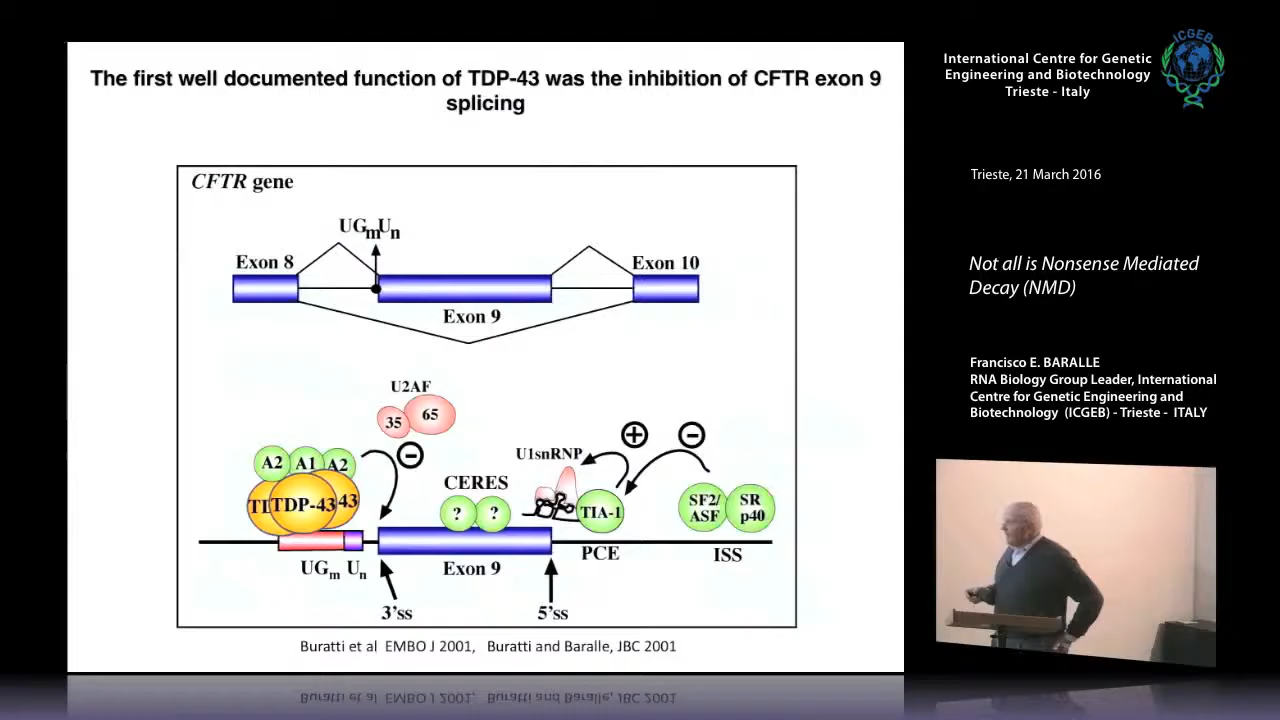 The first well documented function of TDP-43 was the inhibition of CFTR exon 9
splicing
CFTR gene
UGmUn
Exon 8
Exon 10
Exon 9
U2AF
35
65
A2
A1
A2
TDP-43
43
CERES
?
?
U1snRNP
TIA-1
SF2/
ASF
SR
p40
PCE
ISS
UGm Un
Exon 9
3'ss
5'ss
Buratti et al EMBO J 2001, Buratti and Baralle, JBC 2001
ICGEB
International Centre for Genetic
Engineering and Biotechnology
Trieste - Italy
Trieste, 21 March 2016
Not all is Nonsense Mediated
Decay (NMD)
Francisco E. BARALLE
RNA Biology Group Leader, International
Centre for Genetic Engineering and
Biotechnology (ICGEB) - Trieste - ITALY